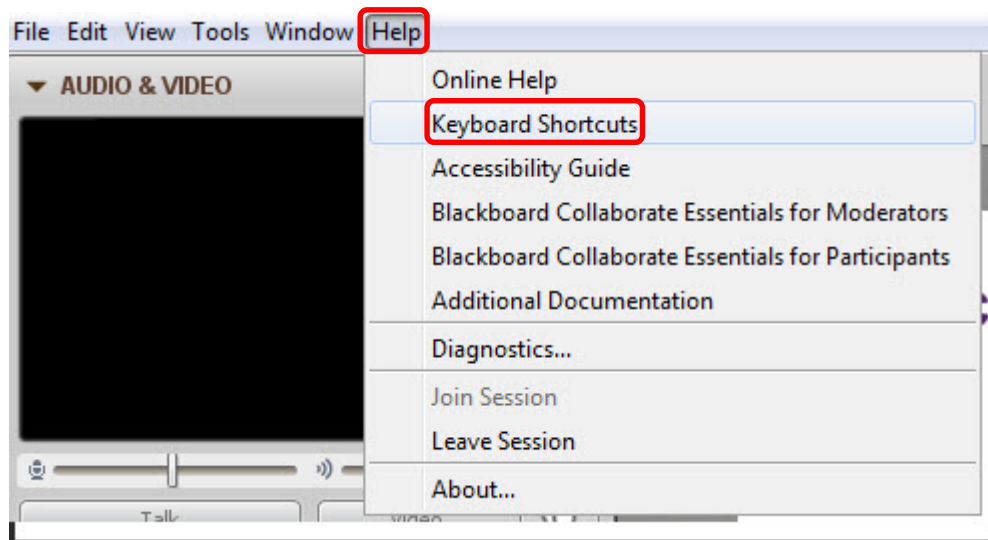 File Edit View Tools Window Help
AUDIO & VIDEO
Online Help
Keyboard Shortcuts
Accessibility Guide
Blackboard Collaborate Essentials for Moderators
Blackboard Collaborate Essentials for Participants
Additional Documentation
Diagnostics...
Join Session
Leave Session
About...
Talk
Video